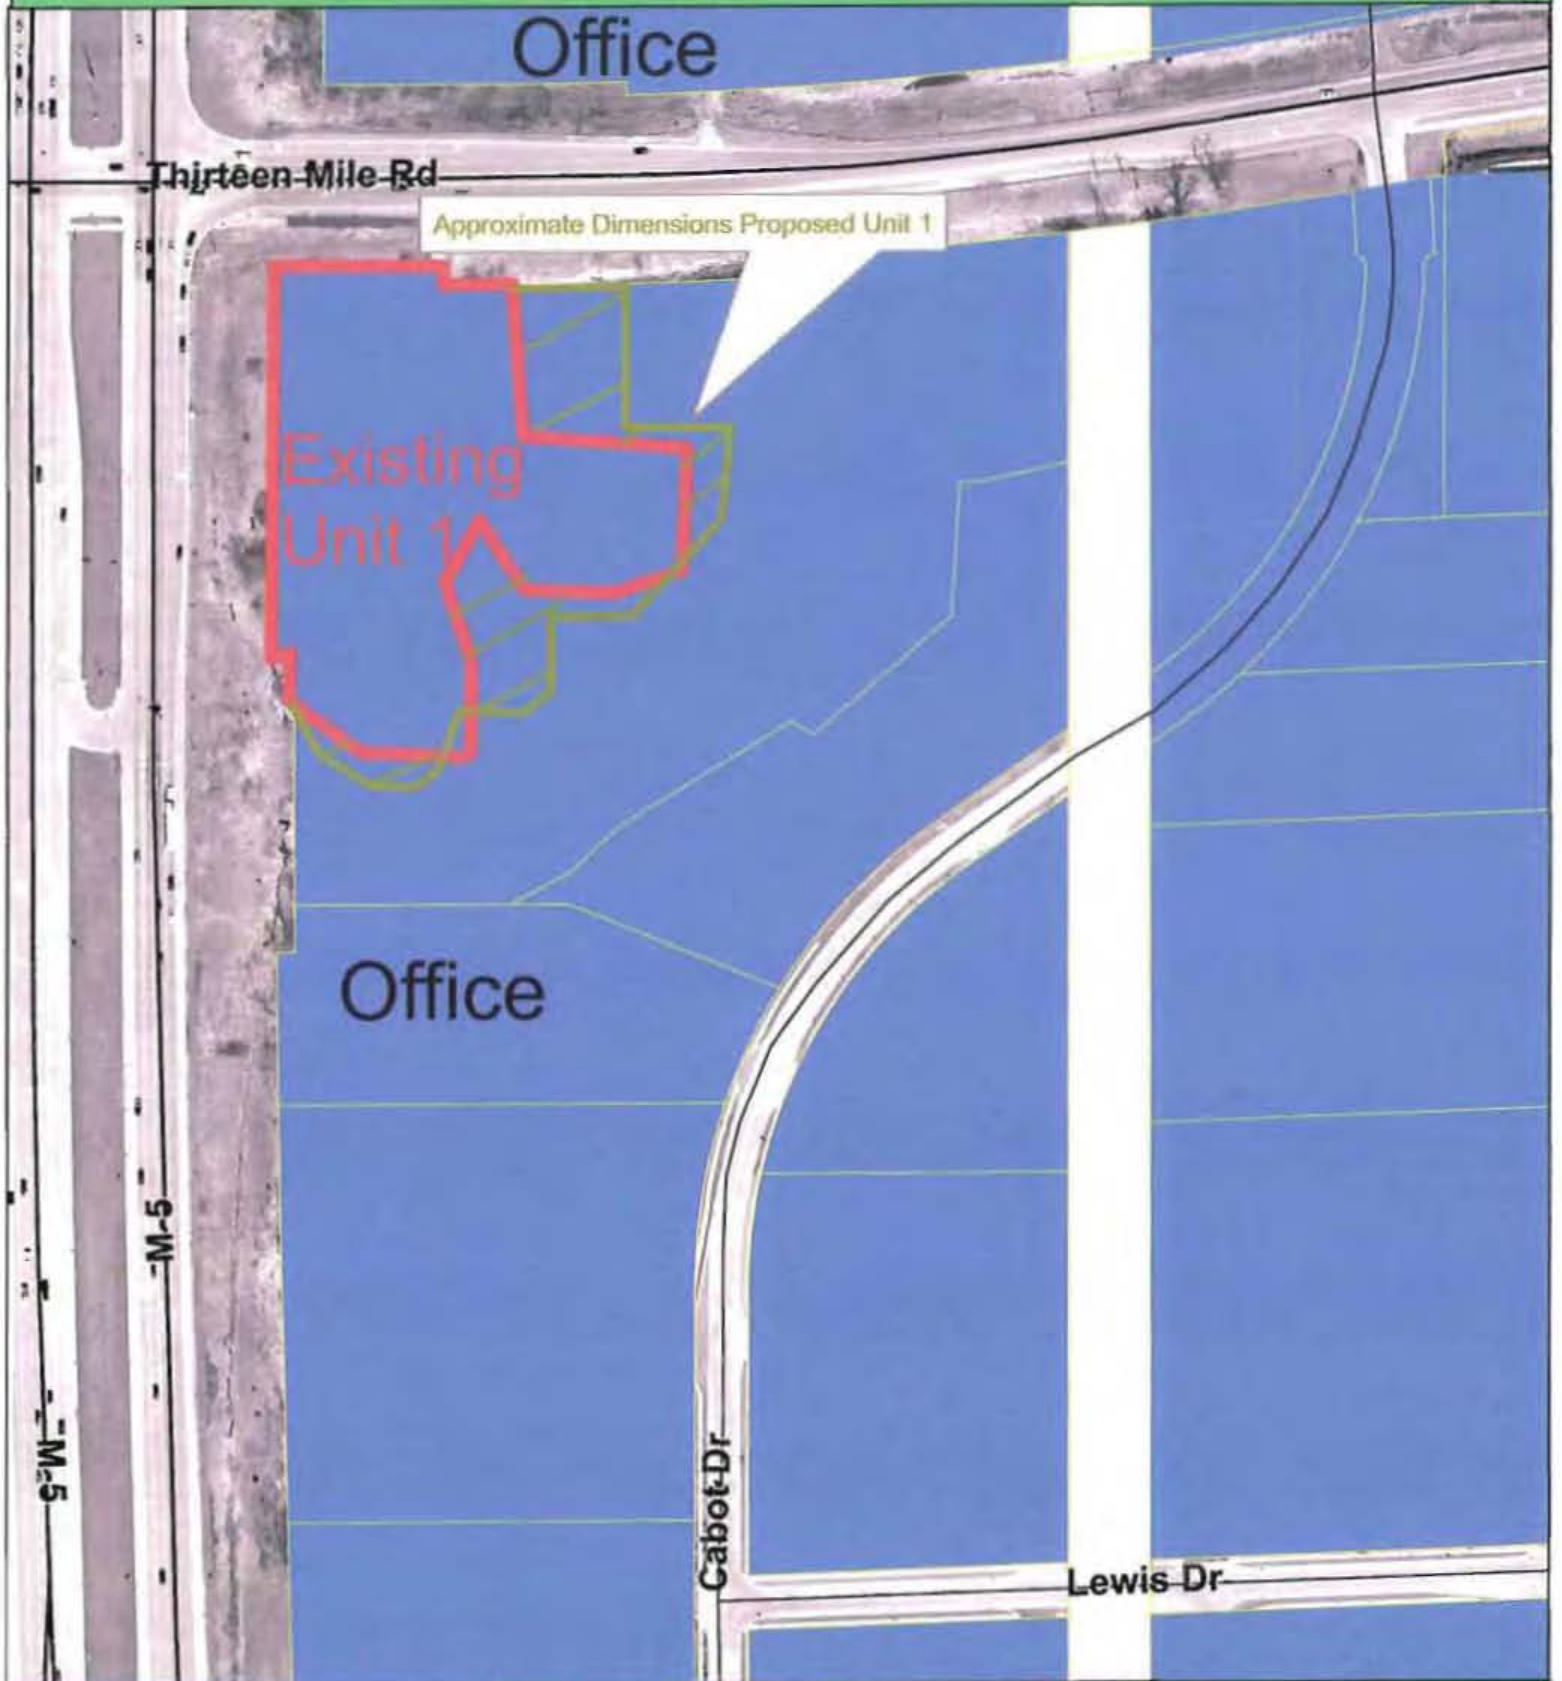 Office
Thirteen Mile Rd
Approximate Dimensions Proposed Unit 1
Existing
Unit 1
Office
M-5
M-5
Cabot Dr
Lewis Dr